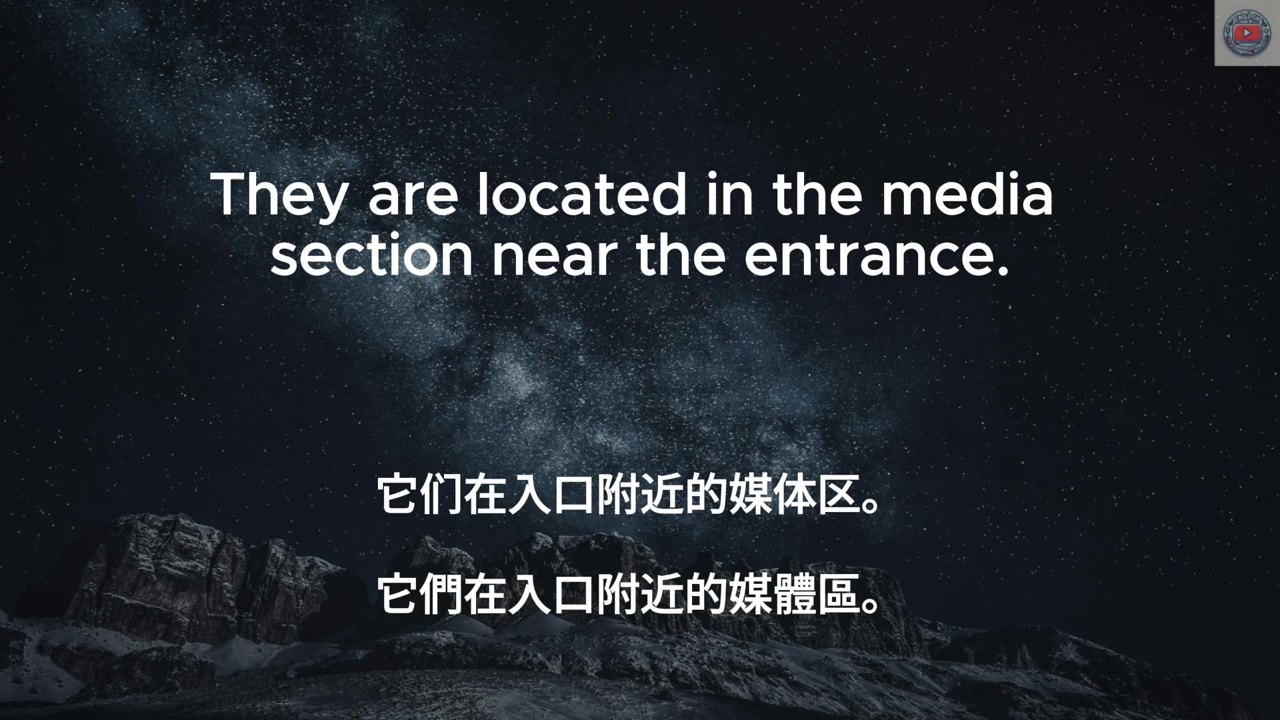 They are located in the media
section near the entrance.
它们在入口附近的媒体区。
它們在入口附近的媒體區。